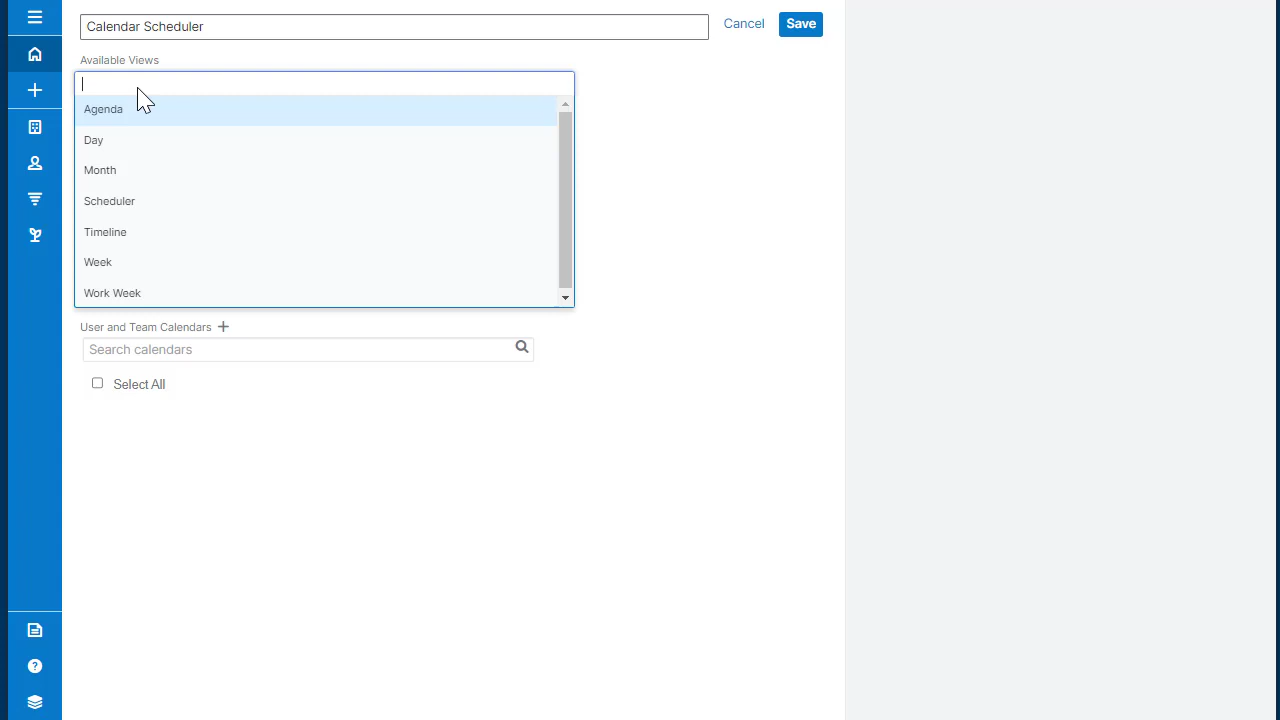 Calendar Scheduler
Cancel
Save
Available Views
Agenda
Day
Month
Scheduler
Timeline
Week
Work Week
User and Team Calendars
Search calendars
Select All